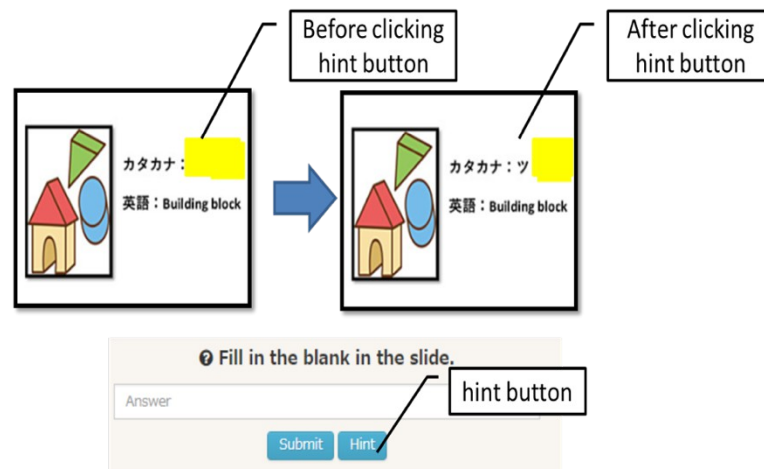 Before clicking
hint button
After clicking
hint button
カタカナ：
英語：Building block
カタカナ：ツ
英語：Building block
Fill in the blank in the slide.
Answer
hint button
Submit
Hint